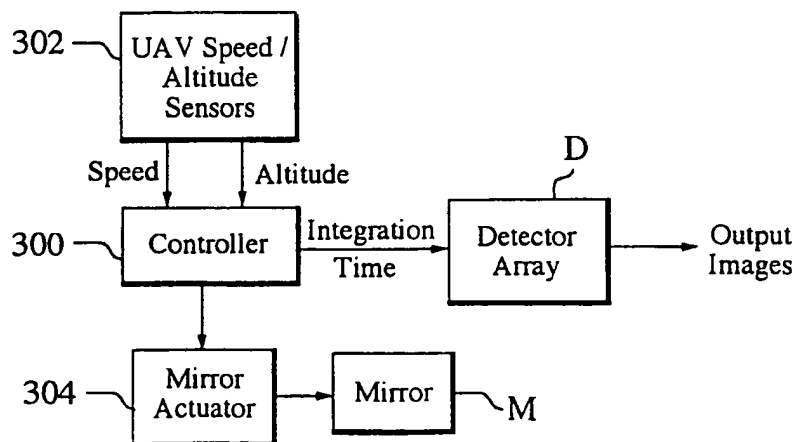 302
UAV Speed /
Altitude
Sensors
Speed
Altitude
D
300
Controller
Integration
Time
Detector
Array
Output
Images
304
Mirror
Actuator
Mirror
M